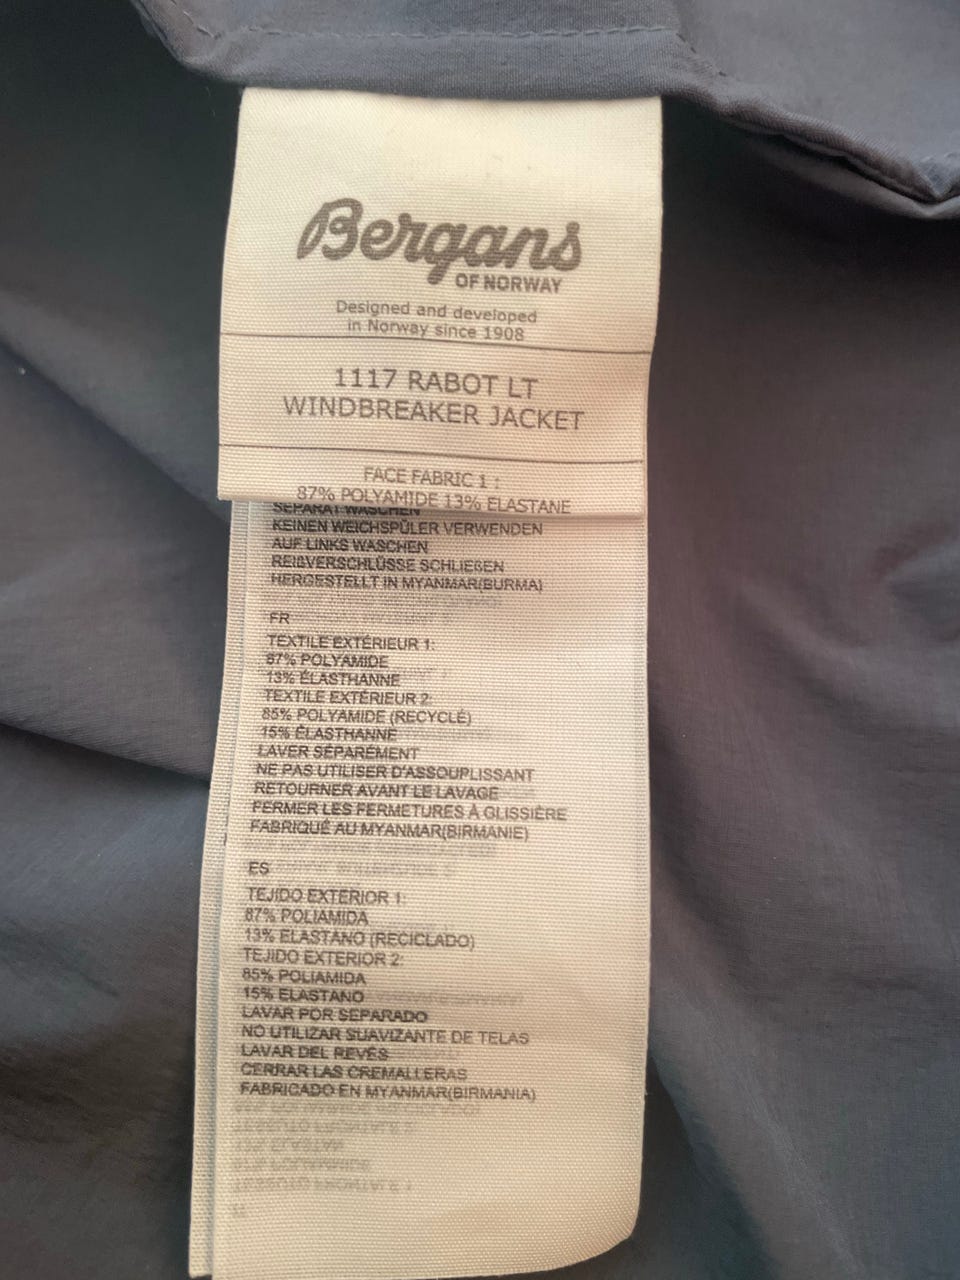 Bergans
OF NORWAY
Designed and developed
in Norway since 1908
1117 RABOT LT
WINDBREAKER JACKET
FACE FABRIC 1 :
87% POLYAMIDE 13% ELASTANE
SEPARAT WASCHEN
KEINEN WEICHSPÜLER VERWENDEN
AUF LINKS WASCHEN
REIßVERSCHLÜSSE SCHLIEßEN
HERGESTELLT IN MYANMAR(BURMA)
FR
TEXTILE EXTÉRIEUR 1:
87% POLYAMIDE
13% ÉLASTHANNE
TEXTILE EXTÉRIEUR 2:
85% POLYAMIDE (RECYCLÉ)
15% ÉLASTHANNE
LAVER SÉPARÉMENT
NE PAS UTILISER D'ASSOUPLISSANT
RETOURNER AVANT LE LAVAGE
FERMER LES FERMETURES À GLISSIÈRE
FABRIQUÉ AU MYANMAR(BIRMANIE)
ES
TEJIDO EXTERIOR 1:
87% POLIAMIDA
13% ELASTANO (RECICLADO)
TEJIDO EXTERIOR 2:
85% POLIAMIDA
15% ELASTANO
LAVAR POR SEPARADO
NO UTILIZAR SUAVIZANTE DE TELAS
LAVAR DEL REVÉS
CERRAR LAS CREMALLERAS
FABRICADO EN MYANMAR(BIRMANIA)